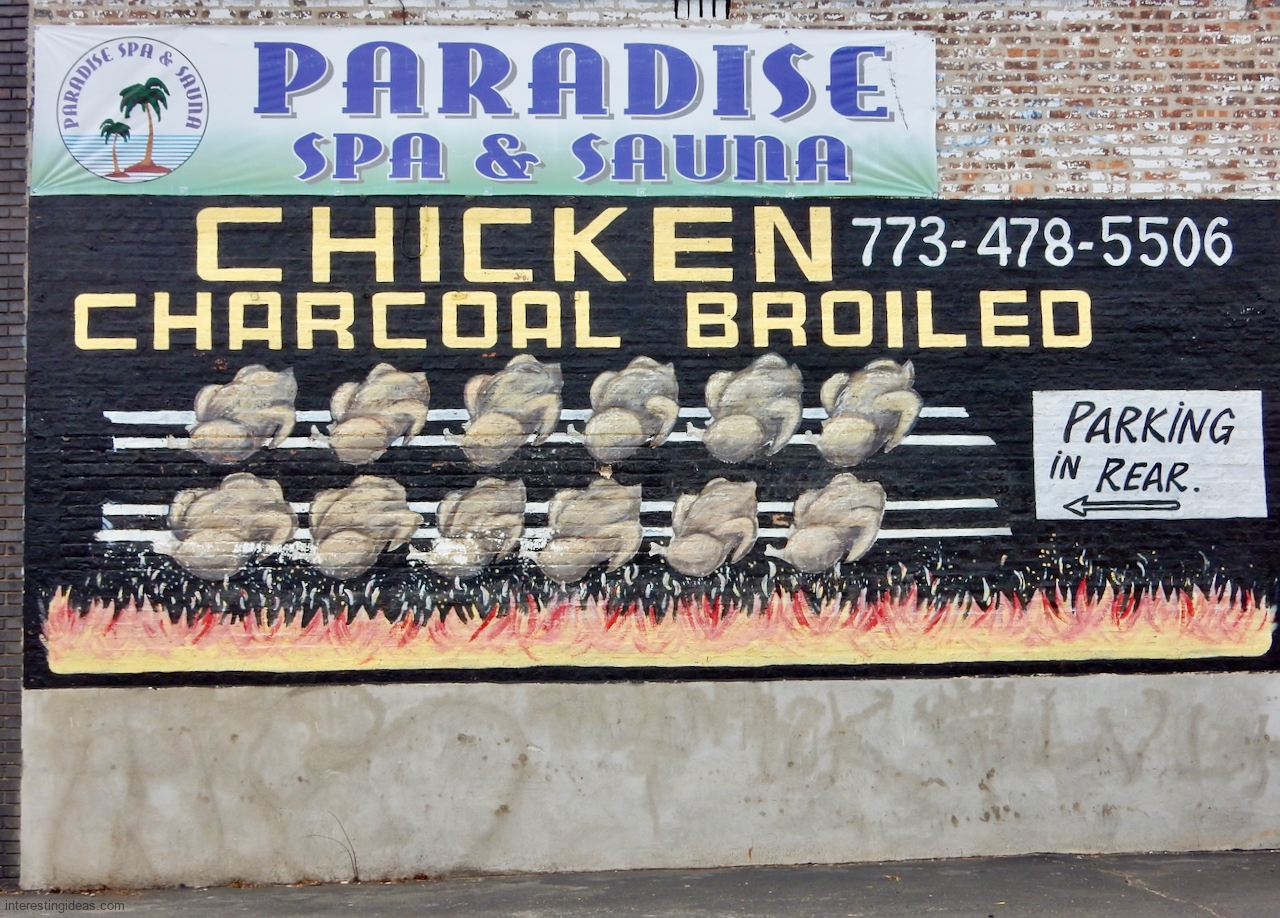 PARADISE SPA & SAUNA
PARADISE
SPA & SAUNA
CHICKEN 773-478-5506
CHARCOAL BROILED
PARKING
IN REAR.
interestingideas.com